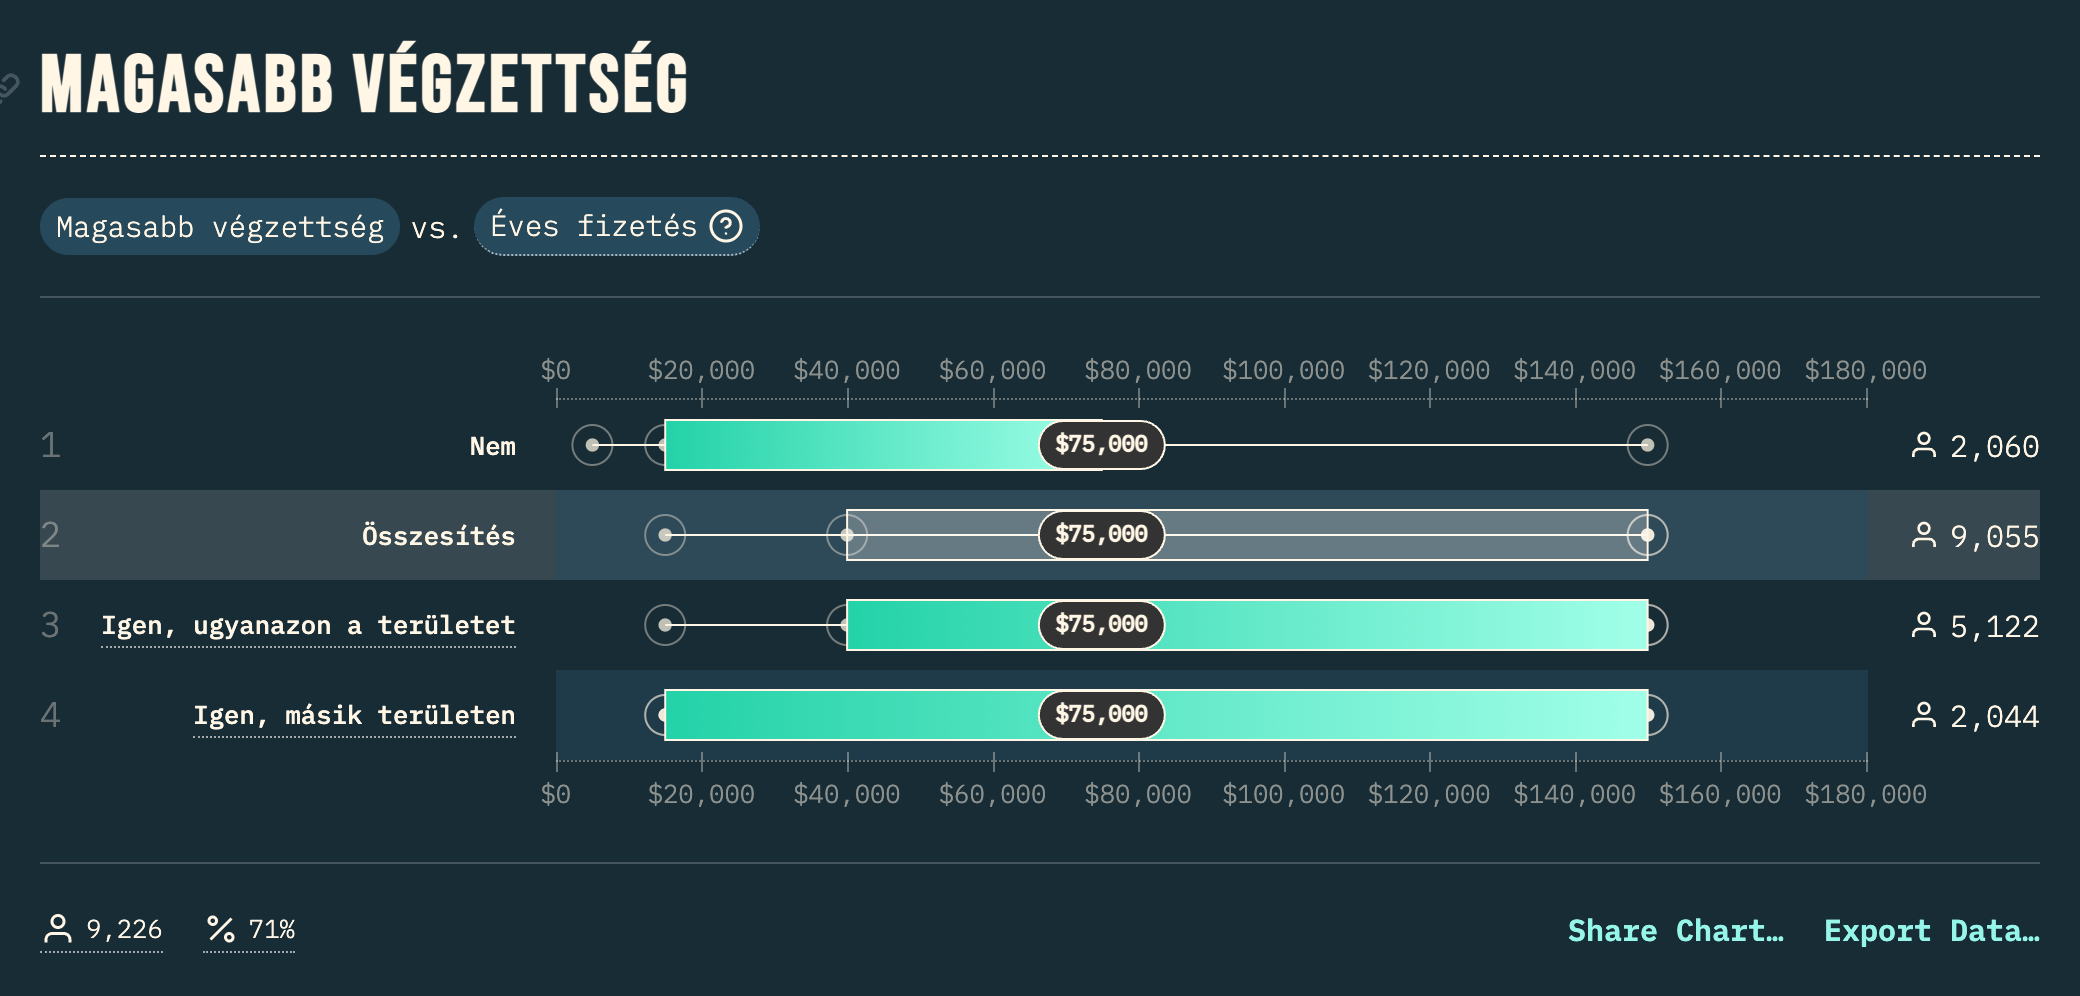 MAGASABB VÉGZETTSÉG
Magasabb végzettség vs. Éves fizetés ?
$0 $20,000 $40,000 $60,000 $80,000 $100,000 $120,000 $140,000 $160,000 $180,000
1 Nem $75,000 2,060
2 Összesítés $75,000 9,055
3 Igen, ugyanazon a területet $75,000 5,122
4 Igen, másik területen $75,000 2,044
$0 $20,000 $40,000 $60,000 $80,000 $100,000 $120,000 $140,000 $160,000 $180,000
9,226 % 71% Share Chart… Export Data…